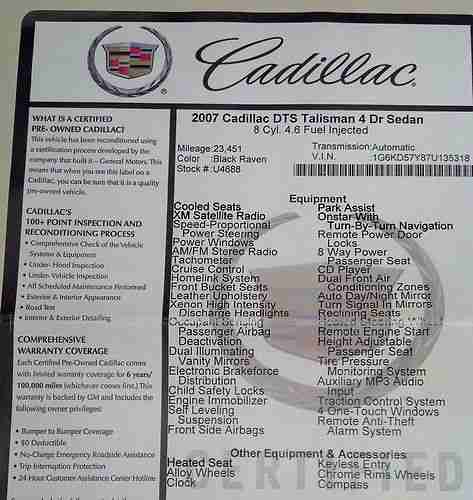 Cadillac
WHAT IS A CERTIFIED
PRE-OWNED CADILLAC?
This vehicle has been reconditioned using
a certification process developed by the
company that built it – General Motors. This
means that when you see this label on a
Cadillac, you can be sure that it is a quality
pre-owned vehicle.
CADILLAC'S
100+ POINT INSPECTION AND
RECONDITIONING PROCESS
• Comprehensive Check of the Vehicle
Systems & Equipment
• Under- Hood Inspection
• Under- Vehicle Inspection
• All Scheduled Maintenance Performed
• Exterior & Interior Appearance
• Road Test
• Interior & Exterior Detailing
COMPREHENSIVE
WARRANTY COVERAGE
Each Certified Pre-Owned Cadillac comes
with limited warranty coverage for 6 years/
100,000 miles (whichever comes first.) This
warranty is backed by GM and Includes the
following owner privileges:
• Bumper to Bumper Coverage
• $0 Deductible
• No-Charge Emergency Roadside Assistance
• Trip Interruption Protection
• 24 Hour Customer Assistance Center Hotline
2007 Cadillac DTS Talisman 4 Dr Sedan
8 Cyl. 4.6 Fuel Injected
Mileage:23,451 Transmission:Automatic
Color :Black Raven V.I.N. :1G6KD57Y87U135318
Stock # :U4686
Equipment
Cooled Seats
XM Satellite Radio
Speed-Proportional
Power Steering
Power Windows
AM/FM Stereo Radio
Tachometer
Cruise Control
Homelink System
Front Bucket Seats
Leather Upholstery
Xenon High Intensity
Discharge Headlights
Occupant Sensing
Passenger Airbag
Deactivation
Dual Illuminating
Vanity Mirrors
Electronic Brakeforce
Distribution
Child Safety Locks
Engine Immobilizer
Self Leveling
Suspension
Front Side Airbags
Park Assist
Onstar With
Turn-By-Turn Navigation
Remote Power Door
Locks
8 Way Power
Passenger Seat
CD Player
Dual Front Air
Conditioning Zones
Auto Day/Night Mirror
Turn Signal In Mirrors
Reclining Seats
Heated Steering
Remote Engine Start
Height Adjustable
Passenger Seat
Tire Pressure
Monitoring System
Auxiliary MP3 Audio
Input
Traction Control System
4 One-Touch Windows
Remote Anti-Theft
Alarm System
Other Equipment & Accessories
Heated Seat
Alloy Wheels
Clock
Keyless Entry
Chrome Rims Wheels
Compass
CERTIFIED